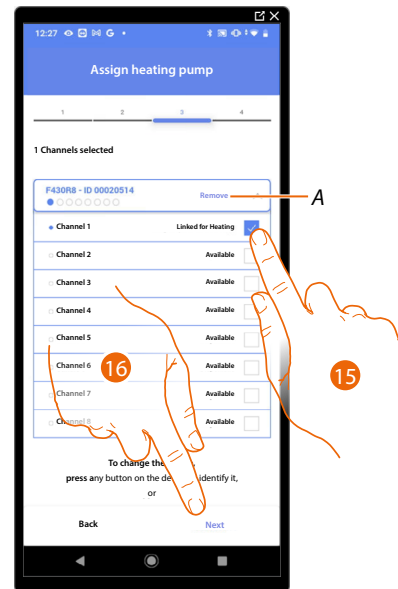 12:27
Assign heating pump
1 2 3 4
1 Channels selected
F430R8 - ID 00020514
Remove
A
Channel 1 Linked for Heating
Channel 2 Available
Channel 3 Available
Channel 4 Available
Channel 5 Available
Channel 6 Available
Channel 7 Available
Channel 8 Available
16
15
To change the
press any button on the de identify it,
or
Back Next